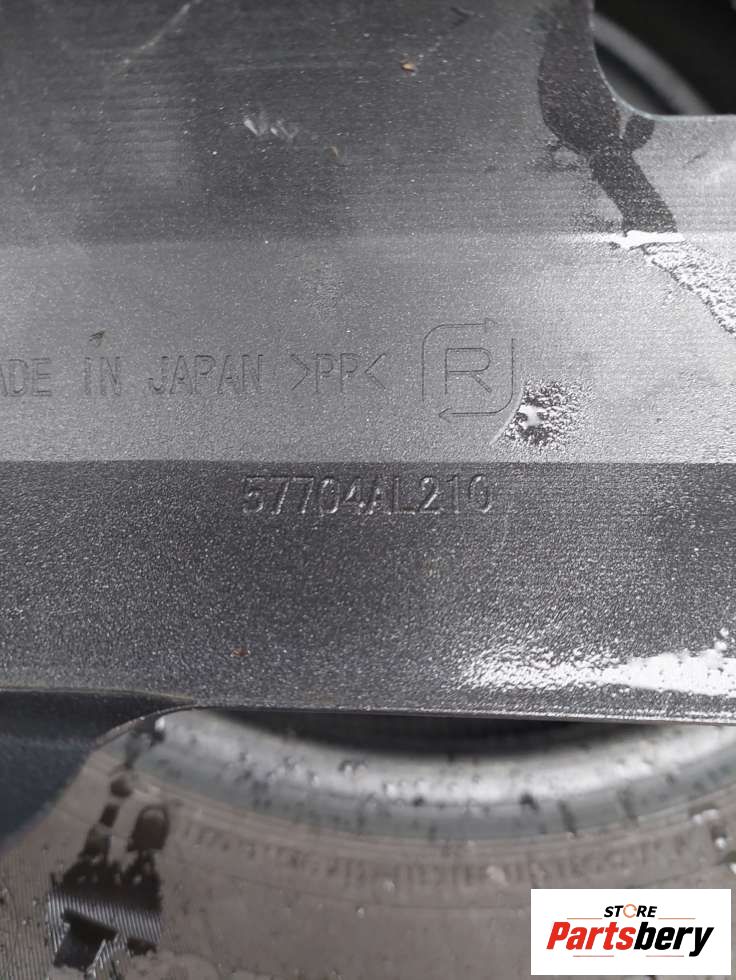 ADE IN JAPAN >PP< R
57704AL210
STORE
Partsbery